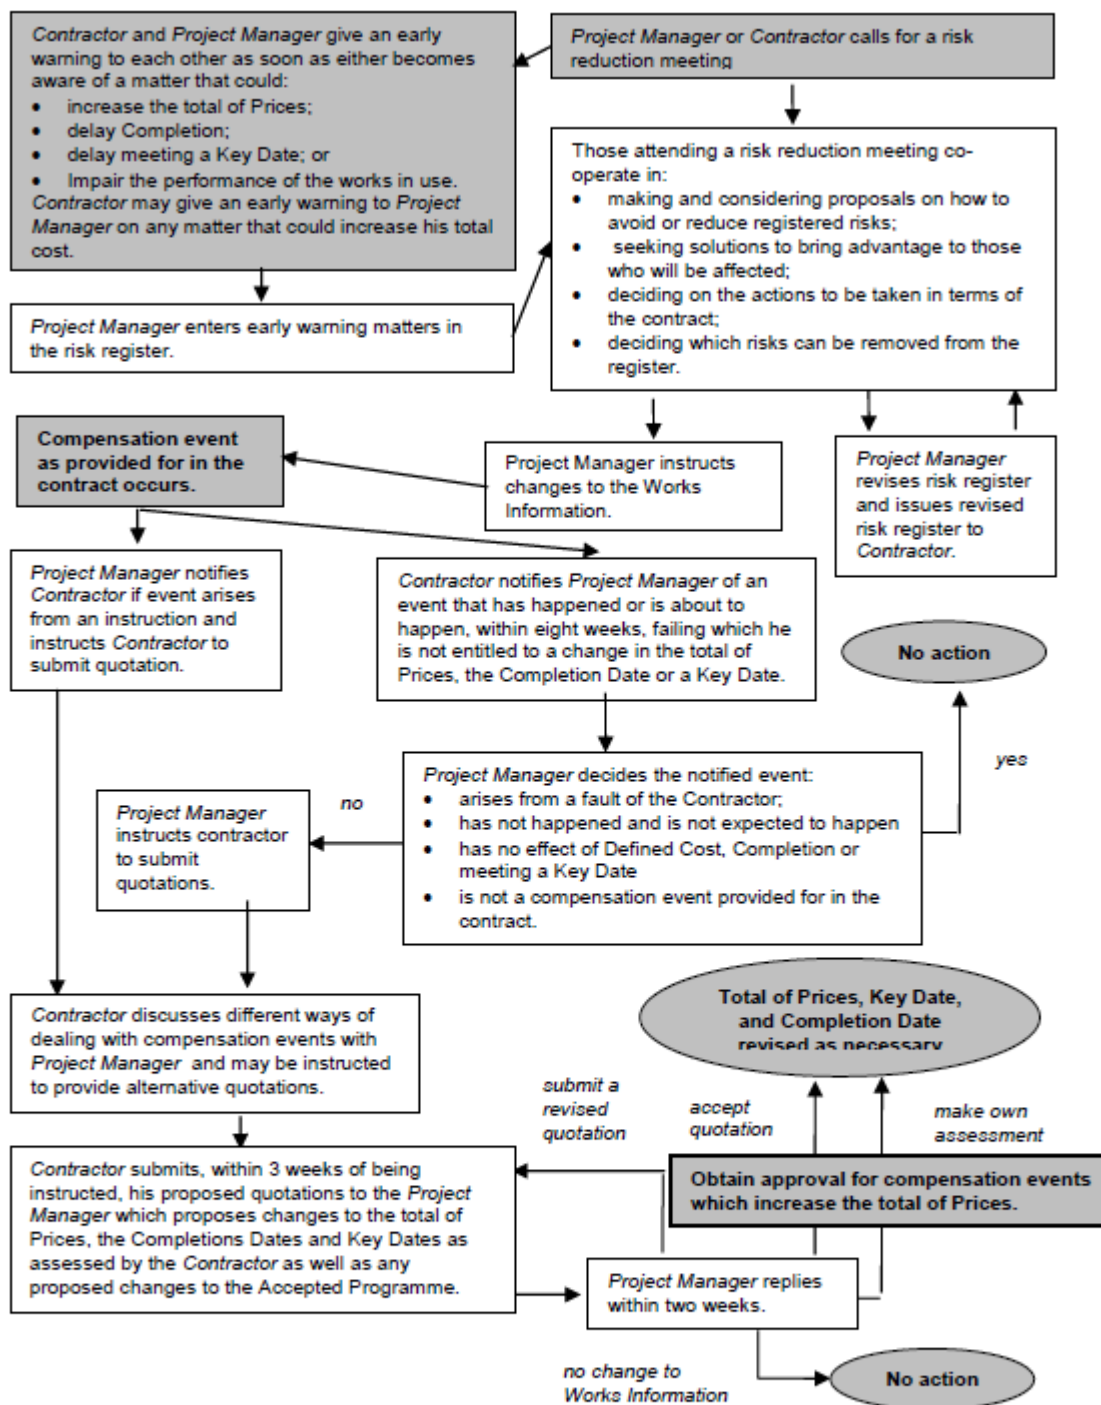 Contractor and Project Manager give an early
warning to each other as soon as either becomes
aware of a matter that could:
• increase the total of Prices;
• delay Completion;
• delay meeting a Key Date; or
• Impair the performance of the works in use.
Contractor may give an early warning to Project
Manager on any matter that could increase his total
cost.
Project Manager or Contractor calls for a risk
reduction meeting
Those attending a risk reduction meeting co-
operate in:
• making and considering proposals on how to
avoid or reduce registered risks;
• seeking solutions to bring advantage to those
who will be affected;
• deciding on the actions to be taken in terms of
the contract;
• deciding which risks can be removed from the
register.
Project Manager enters early warning matters in
the risk register.
Compensation event
as provided for in the
contract occurs.
Project Manager instructs
changes to the Works
Information.
Project Manager
revises risk register
and issues revised
risk register to
Contractor.
Project Manager notifies
Contractor if event arises
from an instruction and
instructs Contractor to
submit quotation.
Contractor notifies Project Manager of an
event that has happened or is about to
happen, within eight weeks, failing which he
is not entitled to a change in the total of
Prices, the Completion Date or a Key Date.
No action
yes
Project Manager decides the notified event:
• arises from a fault of the Contractor;
• has not happened and is not expected to happen
• has no effect of Defined Cost, Completion or
meeting a Key Date
• is not a compensation event provided for in the
contract.
no
Project Manager
instructs contractor
to submit
quotations.
Contractor discusses different ways of
dealing with compensation events with
Project Manager and may be instructed
to provide alternative quotations.
Total of Prices, Key Date,
and Completion Date
revised as necessary
submit a
revised
quotation
accept
quotation
make own
assessment
Obtain approval for compensation events
which increase the total of Prices.
Contractor submits, within 3 weeks of being
instructed, his proposed quotations to the Project
Manager which proposes changes to the total of
Prices, the Completions Dates and Key Dates as
assessed by the Contractor as well as any
proposed changes to the Accepted Programme.
Project Manager replies
within two weeks.
no change to
Works Information
No action